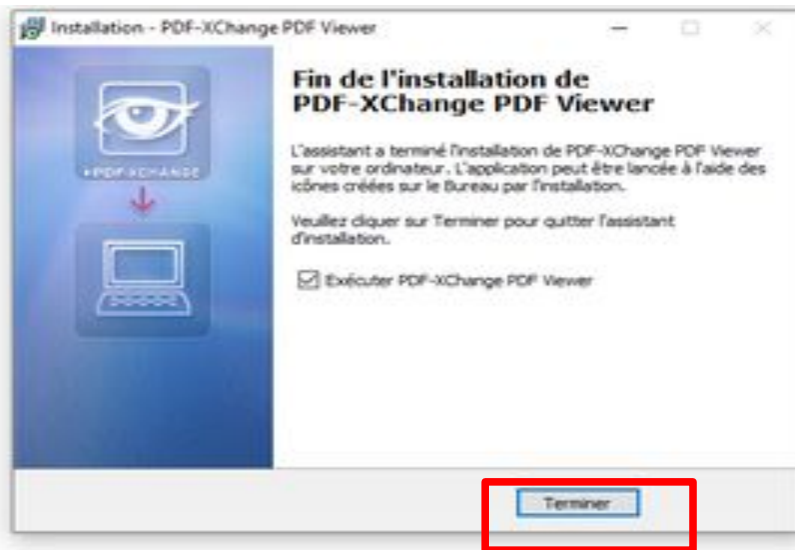 Installation - PDF-XChange PDF Viewer
Fin de l'installation de
PDF-XChange PDF Viewer
L'assistant a terminé l'installation de PDF-XChange PDF Viewer
sur votre ordinateur. L'application peut être lancée à l'aide des
icônes créées sur le Bureau par l'installation.
Veuillez cliquer sur Terminer pour quitter l'assistant
d'installation.
Exécuter PDF-XChange PDF Viewer
PDF-XCHANGE
Terminer